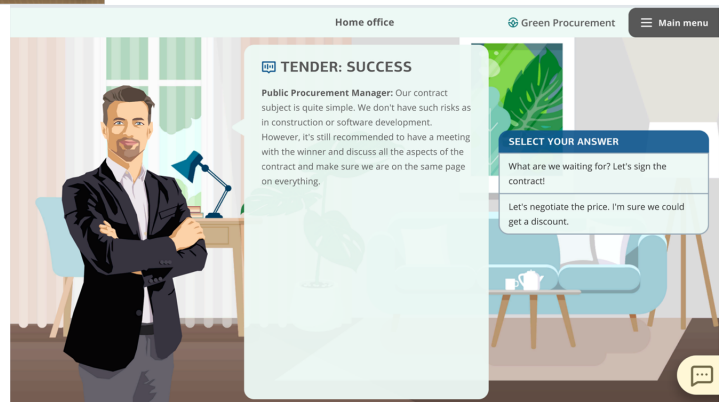 Home office
Green Procurement
Main menu
TENDER: SUCCESS
Public Procurement Manager: Our contract
subject is quite simple. We don't have such risks as
in construction or software development.
However, it's still recommended to have a meeting
with the winner and discuss all the aspects of the
contract and make sure we are on the same page
on everything.
SELECT YOUR ANSWER
What are we waiting for? Let's sign the
contract!
Let's negotiate the price. I'm sure we could
get a discount.